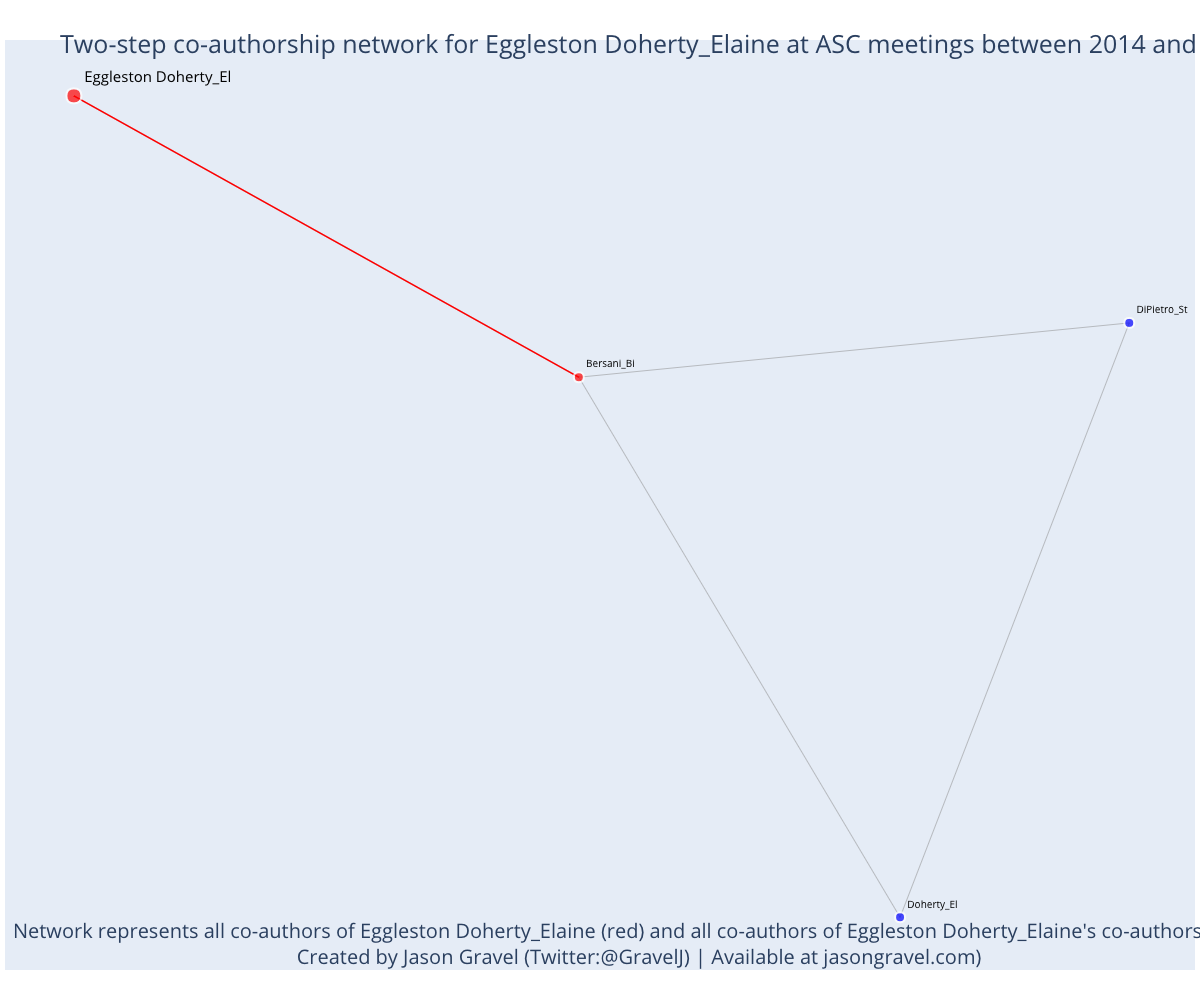 Two-step co-authorship network for Eggleston Doherty_Elaine at ASC meetings between 2014 and
Eggleston Doherty_El
DiPietro_St
Bersani_Bi
Doherty_El
Network represents all co-authors of Eggleston Doherty_Elaine (red) and all co-authors of Eggleston Doherty_Elaine's co-authors
Created by Jason Gravel (Twitter:@GravelJ) | Available at jasongravel.com)